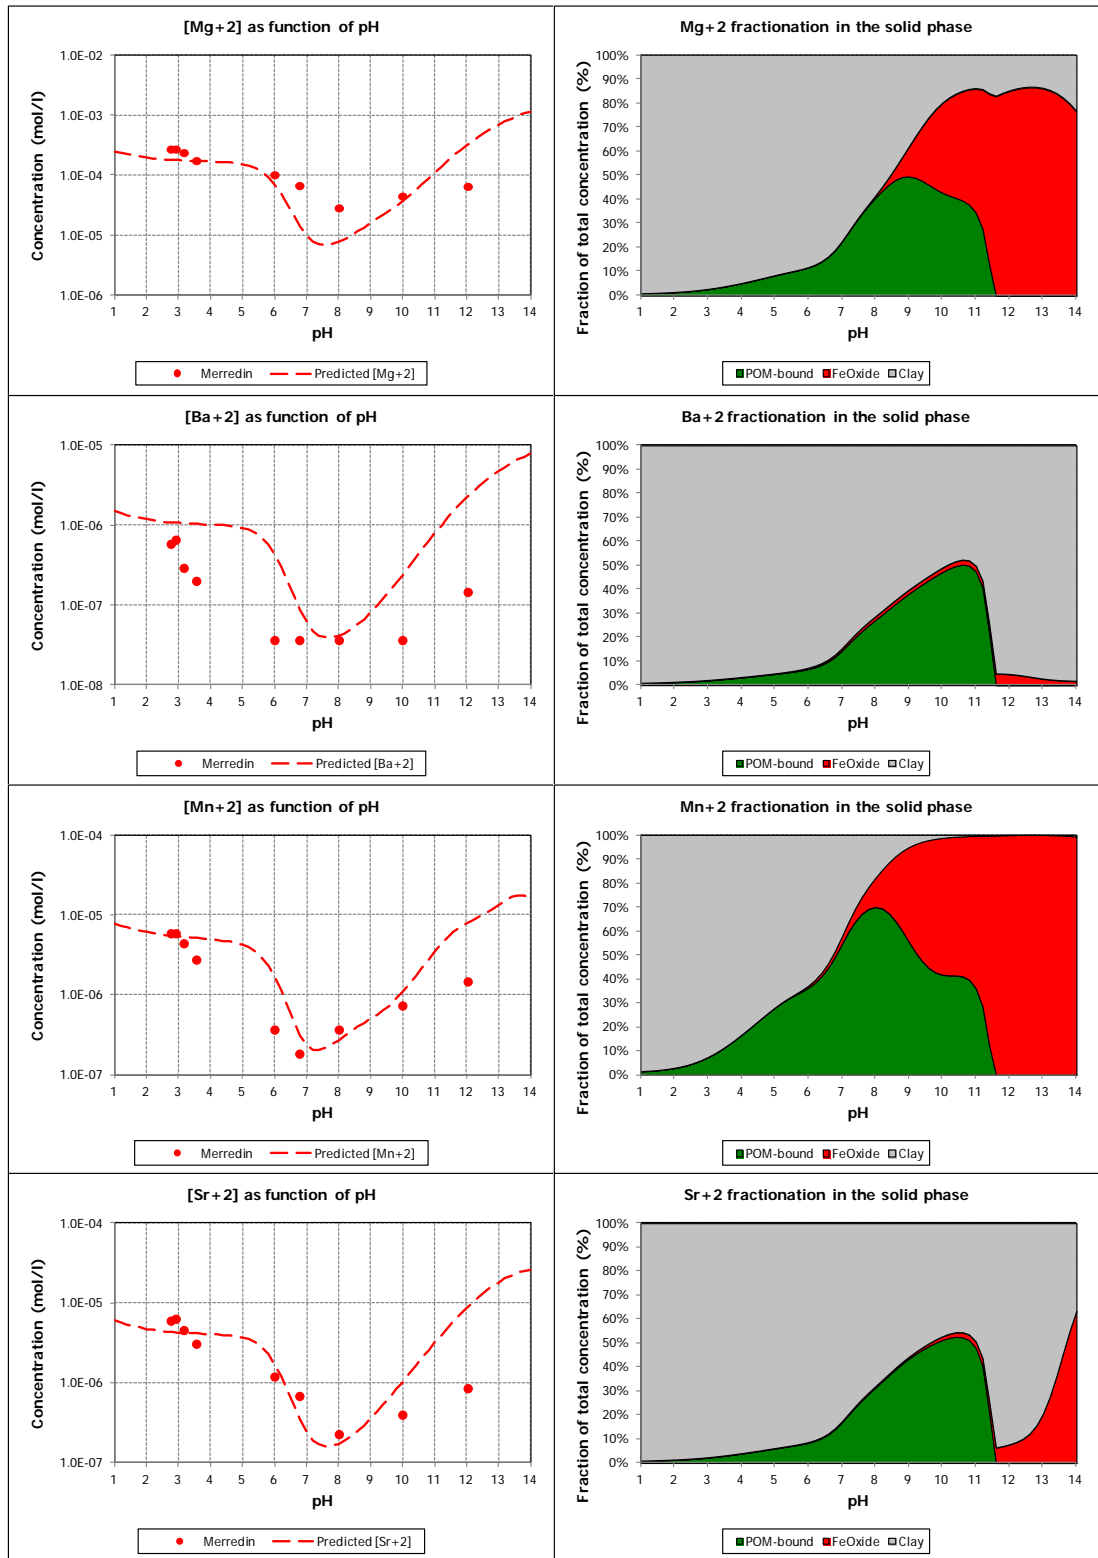 [Mg+2] as function of pH
Concentration (mol/l)
1.0E-02
1.0E-03
1.0E-04
1.0E-05
1.0E-06
1 2 3 4 5 6 7 8 9 10 11 12 13 14
pH
Merredin Predicted [Mg+2]
Mg+2 fractionation in the solid phase
Fraction of total concentration (%)
100%
90%
80%
70%
60%
50%
40%
30%
20%
10%
0%
1 2 3 4 5 6 7 8 9 10 11 12 13 14
pH
POM-bound FeOxide Clay
[Ba+2] as function of pH
Concentration (mol/l)
1.0E-05
1.0E-06
1.0E-07
1.0E-08
1 2 3 4 5 6 7 8 9 10 11 12 13 14
pH
Merredin Predicted [Ba+2]
Ba+2 fractionation in the solid phase
Fraction of total concentration (%)
100%
90%
80%
70%
60%
50%
40%
30%
20%
10%
0%
1 2 3 4 5 6 7 8 9 10 11 12 13 14
pH
POM-bound FeOxide Clay
[Mn+2] as function of pH
Concentration (mol/l)
1.0E-04
1.0E-05
1.0E-06
1.0E-07
1 2 3 4 5 6 7 8 9 10 11 12 13 14
pH
Merredin Predicted [Mn+2]
Mn+2 fractionation in the solid phase
Fraction of total concentration (%)
100%
90%
80%
70%
60%
50%
40%
30%
20%
10%
0%
1 2 3 4 5 6 7 8 9 10 11 12 13 14
pH
POM-bound FeOxide Clay
[Sr+2] as function of pH
Concentration (mol/l)
1.0E-04
1.0E-05
1.0E-06
1.0E-07
1 2 3 4 5 6 7 8 9 10 11 12 13 14
pH
Merredin Predicted [Sr+2]
Sr+2 fractionation in the solid phase
Fraction of total concentration (%)
100%
90%
80%
70%
60%
50%
40%
30%
20%
10%
0%
1 2 3 4 5 6 7 8 9 10 11 12 13 14
pH
POM-bound FeOxide Clay